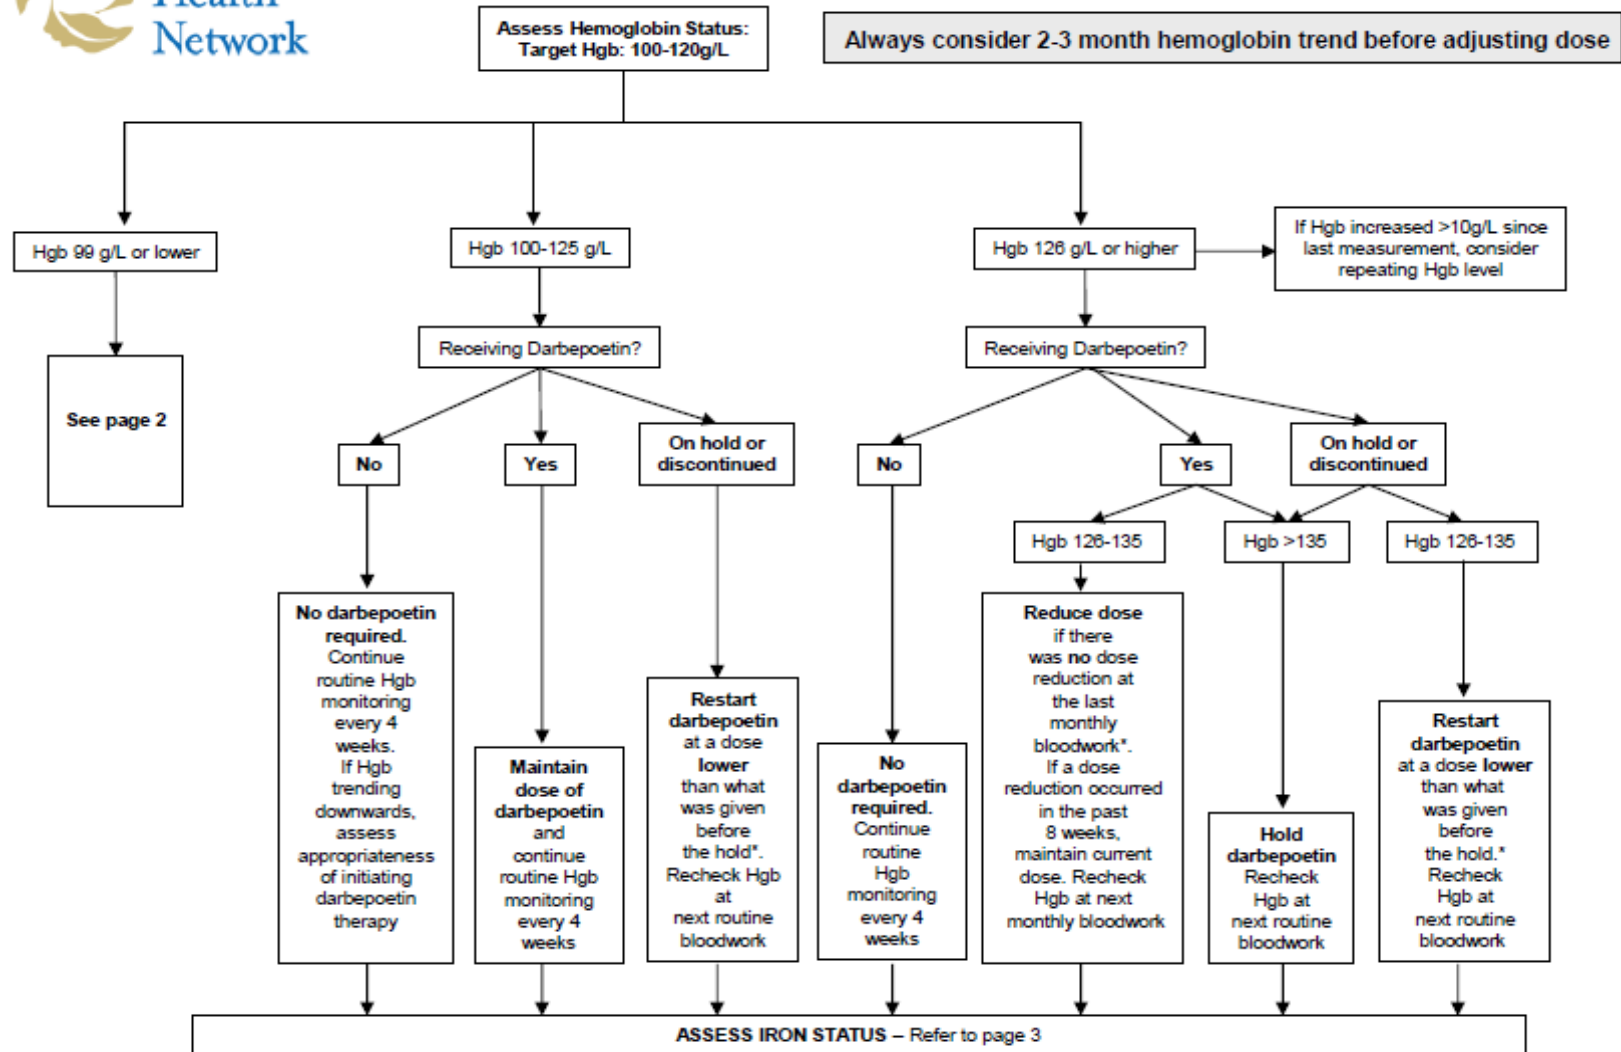 Health
Network
Assess Hemoglobin Status:
Target Hgb: 100-120g/L
Always consider 2-3 month hemoglobin trend before adjusting dose
Hgb 99 g/L or lower
Hgb 100-125 g/L
Hgb 126 g/L or higher
If Hgb increased >10g/L since
last measurement, consider
repeating Hgb level
See page 2
Receiving Darbepoetin?
Receiving Darbepoetin?
No
Yes
On hold or
discontinued
No
Yes
On hold or
discontinued
Hgb 126-135
Hgb >135
Hgb 126-135
No darbepoetin
required.
Continue
routine Hgb
monitoring
every 4
weeks.
If Hgb
trending
downwards,
assess
appropriateness
of initiating
darbepoetin
therapy
Maintain
dose of
darbepoetin
and
continue
routine Hgb
monitoring
every 4
weeks
Restart
darbepoetin
at a dose
lower
than what
was given
before
the hold*.
Recheck Hgb
at
next routine
bloodwork
No
darbepoetin
required.
Continue
routine
Hgb
monitoring
every 4
weeks
Reduce dose
if there
was no dose
reduction at
the last
monthly
bloodwork*.
If a dose
reduction occurred
in the past
8 weeks,
maintain current
dose. Recheck
Hgb at next
monthly bloodwork
Hold
darbepoetin
Recheck
Hgb at
next routine
bloodwork
Restart
darbepoetin
at a dose lower
than what
was given
before
the hold.*
Recheck
Hgb at
next routine
bloodwork
ASSESS IRON STATUS – Refer to page 3